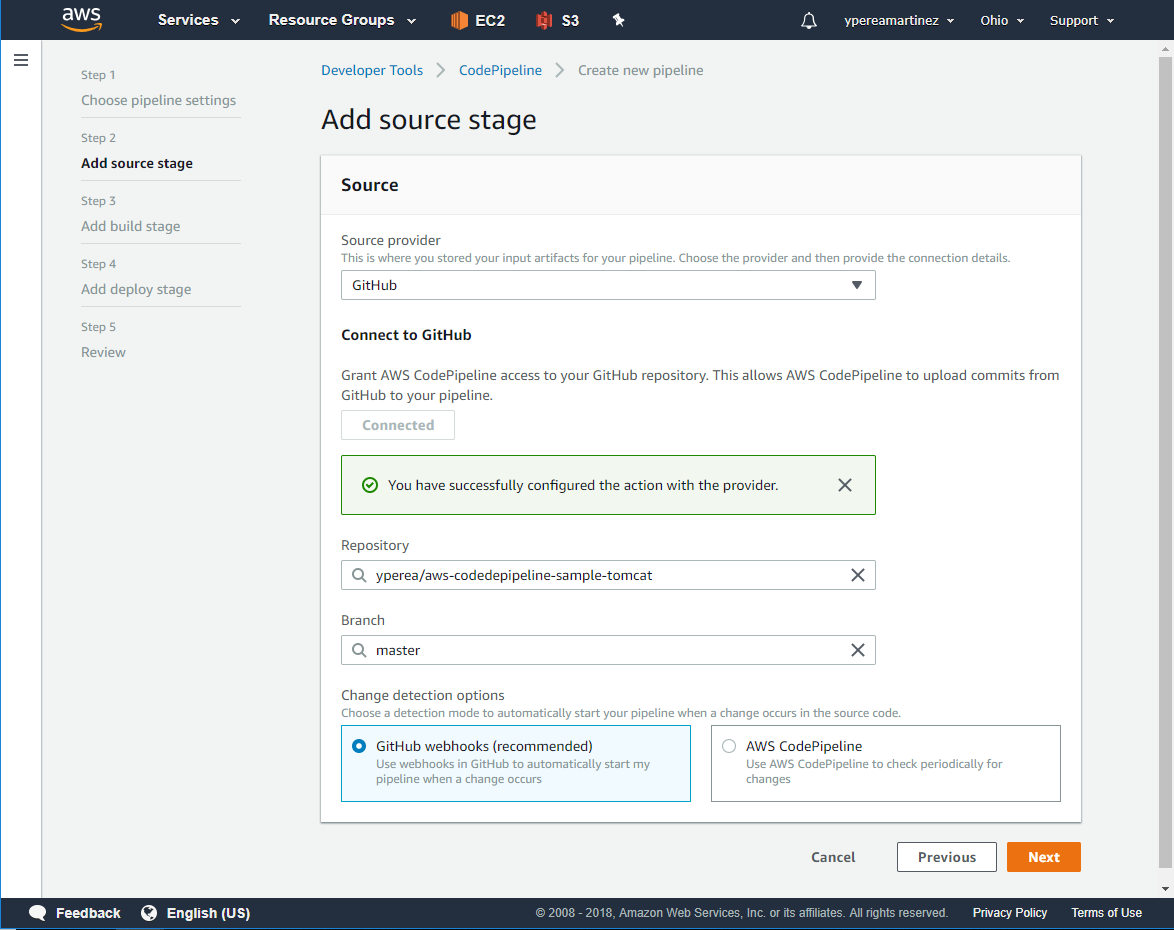 aws Services Resource Groups EC2 S3 ypereamartinez Ohio Support
Developer Tools CodePipeline Create new pipeline
Step 1
Choose pipeline settings
Step 2
Add source stage
Step 3
Add build stage
Step 4
Add deploy stage
Step 5
Review
Add source stage
Source
Source provider
This is where you stored your input artifacts for your pipeline. Choose the provider and then provide the connection details.
GitHub
Connect to GitHub
Grant AWS CodePipeline access to your GitHub repository. This allows AWS CodePipeline to upload commits from
GitHub to your pipeline.
Connected
You have successfully configured the action with the provider.
Repository
yperea/aws-codedepipeline-sample-tomcat
Branch
master
Change detection options
Choose a detection mode to automatically start your pipeline when a change occurs in the source code.
GitHub webhooks (recommended)
Use webhooks in GitHub to automatically start my
pipeline when a change occurs
AWS CodePipeline
Use AWS CodePipeline to check periodically for
changes
Cancel Previous Next
Feedback English (US) © 2008 - 2018, Amazon Web Services, Inc. or its affiliates. All rights reserved. Privacy Policy Terms of Use